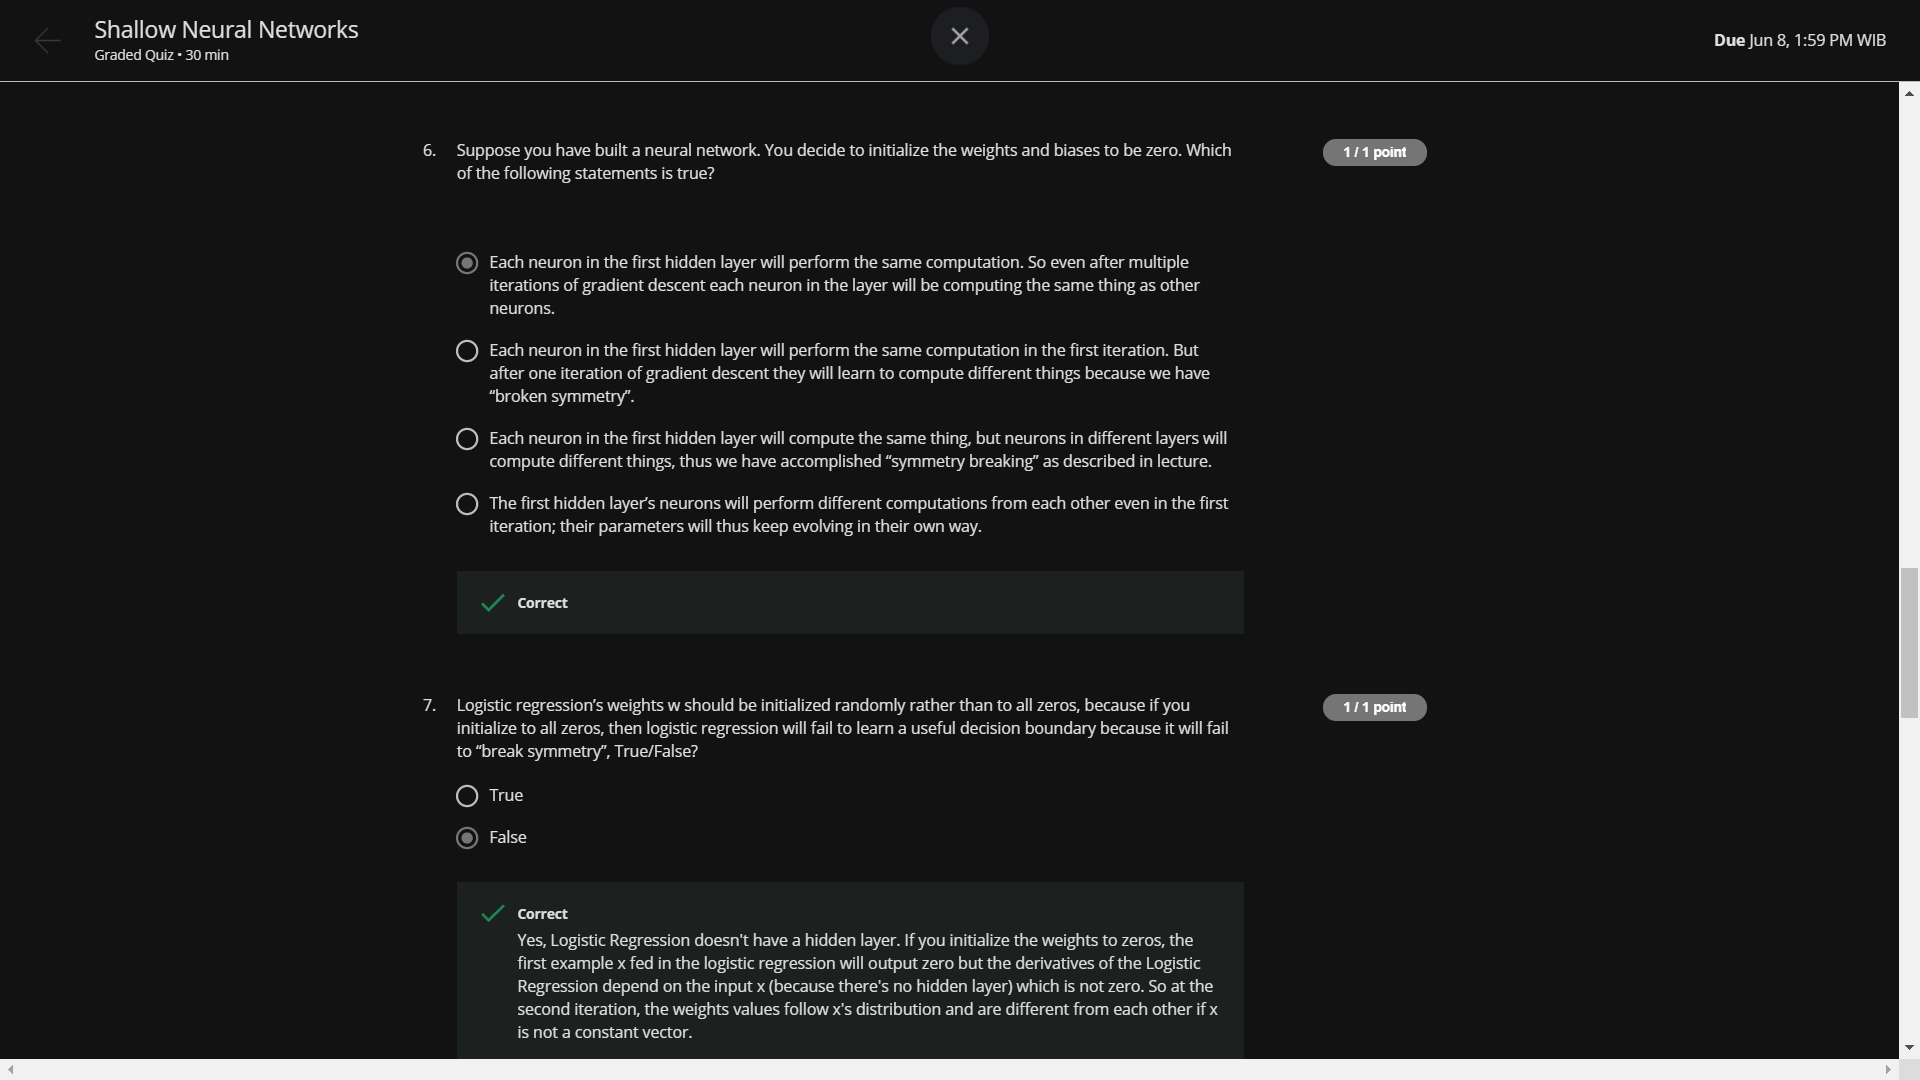 Shallow Neural Networks
Graded Quiz • 30 min
Due Jun 8, 1:59 PM WIB
6. Suppose you have built a neural network. You decide to initialize the weights and biases to be zero. Which
of the following statements is true?
1 / 1 point
Each neuron in the first hidden layer will perform the same computation. So even after multiple
iterations of gradient descent each neuron in the layer will be computing the same thing as other
neurons.
Each neuron in the first hidden layer will perform the same computation in the first iteration. But
after one iteration of gradient descent they will learn to compute different things because we have
“broken symmetry”.
Each neuron in the first hidden layer will compute the same thing, but neurons in different layers will
compute different things, thus we have accomplished “symmetry breaking” as described in lecture.
The first hidden layer’s neurons will perform different computations from each other even in the first
iteration; their parameters will thus keep evolving in their own way.
Correct
7. Logistic regression’s weights w should be initialized randomly rather than to all zeros, because if you
initialize to all zeros, then logistic regression will fail to learn a useful decision boundary because it will fail
to “break symmetry”, True/False?
1 / 1 point
True
False
Correct
Yes, Logistic Regression doesn't have a hidden layer. If you initialize the weights to zeros, the
first example x fed in the logistic regression will output zero but the derivatives of the Logistic
Regression depend on the input x (because there's no hidden layer) which is not zero. So at the
second iteration, the weights values follow x's distribution and are different from each other if x
is not a constant vector.